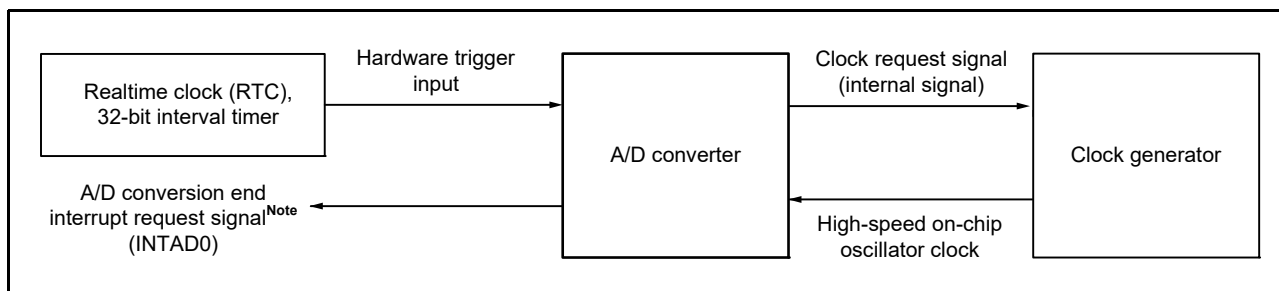 Hardware trigger
input
Clock request signal
(internal signal)
Realtime clock (RTC),
32-bit interval timer
A/D converter
Clock generator
A/D conversion end
interrupt request signalNote
(INTAD0)
High-speed on-chip
oscillator clock